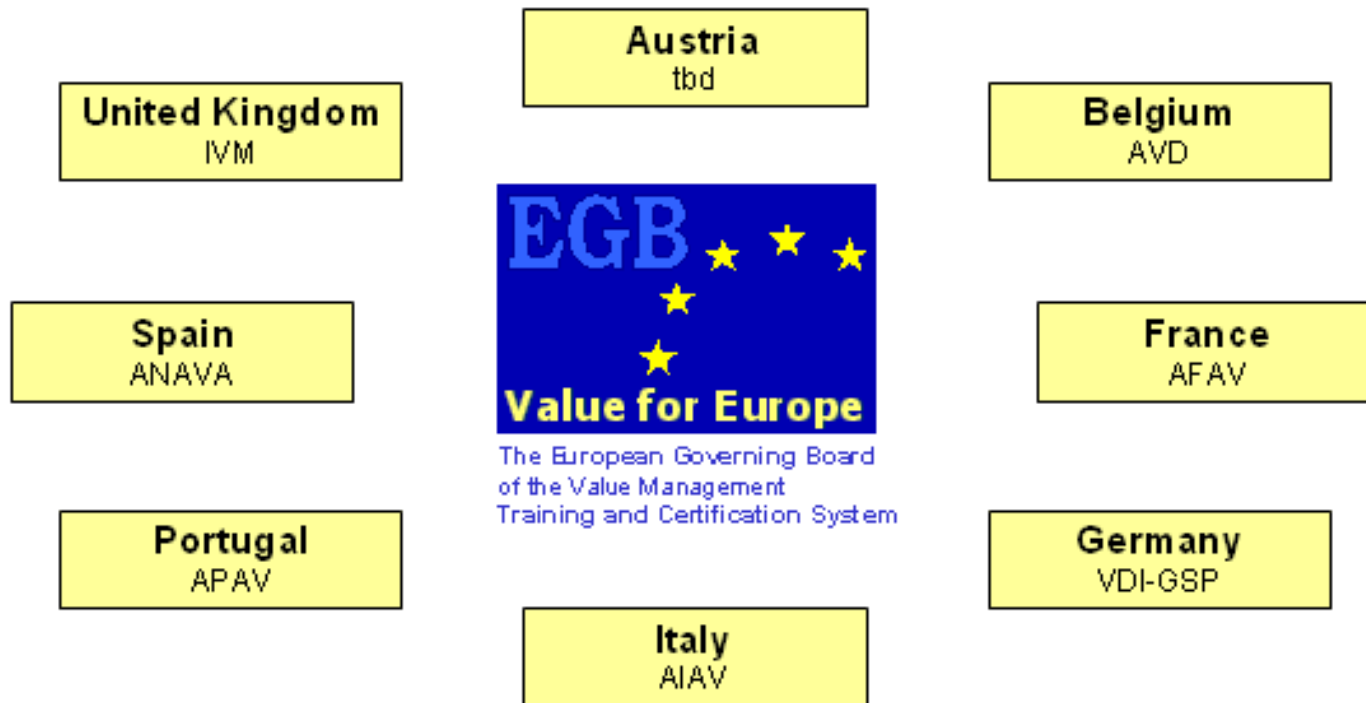 Austria
tbd
United Kingdom
IVM
Belgium
AVD
EGB
Value for Europe
The European Governing Board
of the Value Management
Training and Certification System
Spain
ANAVA
France
AFAV
Portugal
APAV
Germany
VDI-GSP
Italy
AIAV